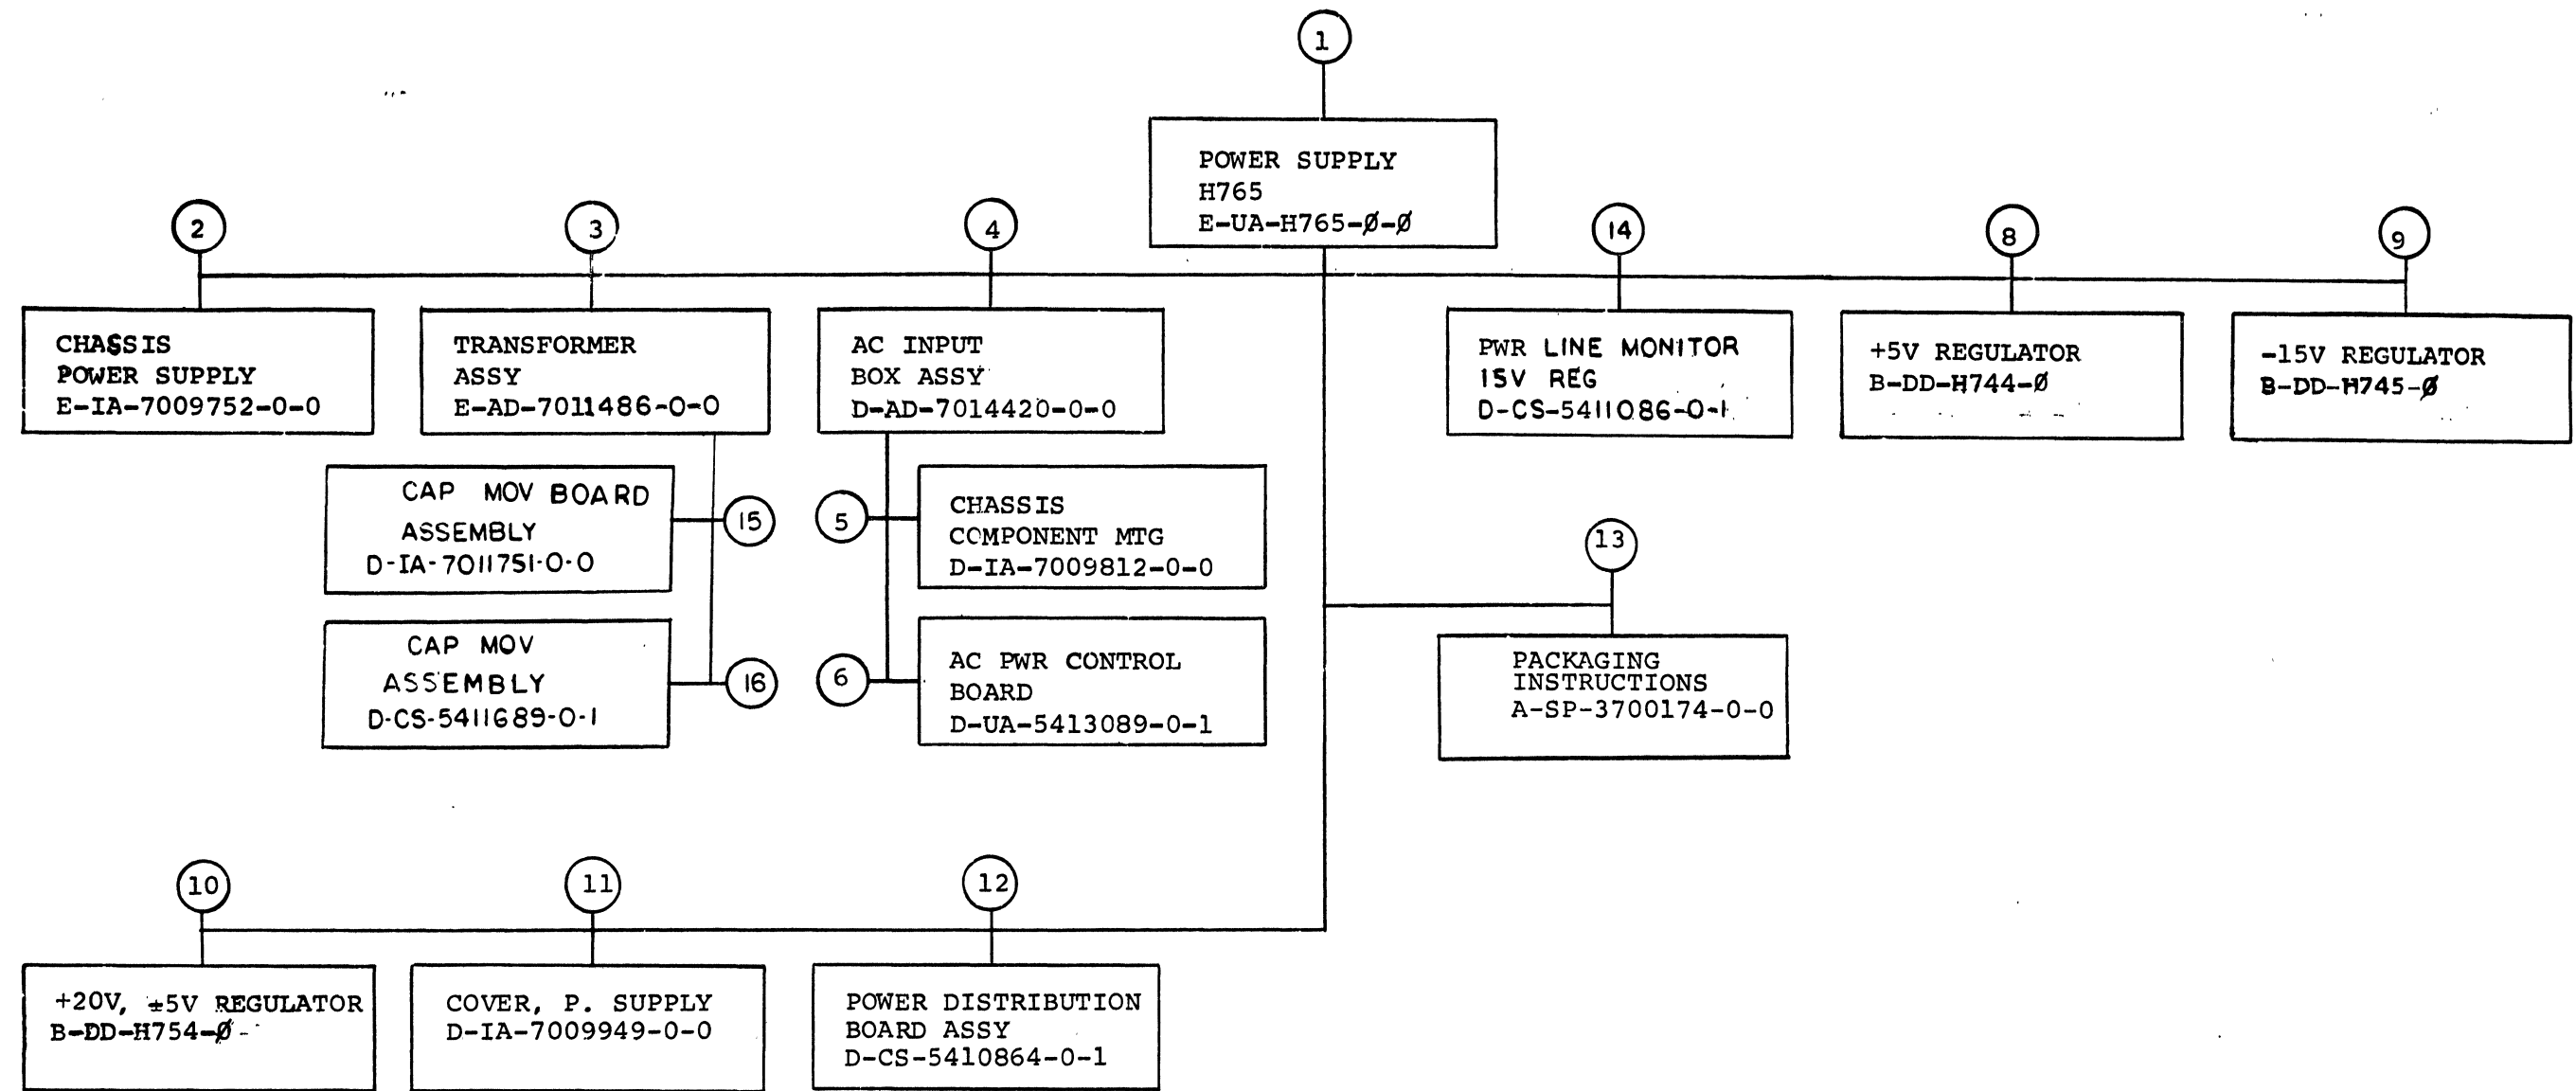 1
POWER SUPPLY
H765
E-UA-H765-Ø-Ø
2
3
4
14
8
9
CHASSIS
POWER SUPPLY
E-IA-7009752-0-0
TRANSFORMER
ASSY
E-AD-7011486-0-0
AC INPUT
BOX ASSY
D-AD-7014420-0-0
PWR LINE MONITOR
15V REG
D-CS-5411086-0-1
+5V REGULATOR
B-DD-H744-Ø
-15V REGULATOR
B-DD-H745-Ø
CAP MOV BOARD
ASSEMBLY
D-IA-7011751-0-0
15
5
CHASSIS
COMPONENT MTG
D-IA-7009812-0-0
13
CAP MOV
ASSEMBLY
D-CS-5411689-0-1
16
6
AC PWR CONTROL
BOARD
D-UA-5413089-0-1
PACKAGING
INSTRUCTIONS
A-SP-3700174-0-0
10
11
12
+20V, ±5V REGULATOR
B-DD-H754-Ø
COVER, P. SUPPLY
D-IA-7009949-0-0
POWER DISTRIBUTION
BOARD ASSY
D-CS-5410864-0-1